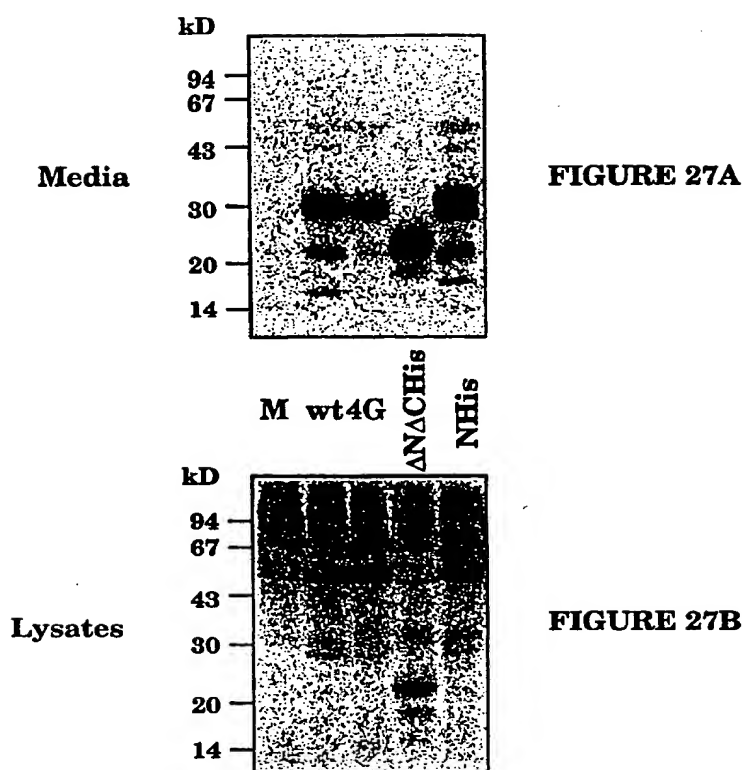 kD
94
67
43
30
20
14
Media
FIGURE 27A
M wt4G ΔNΔCHis NHis
kD
94
67
43
30
20
14
Lysates
FIGURE 27B